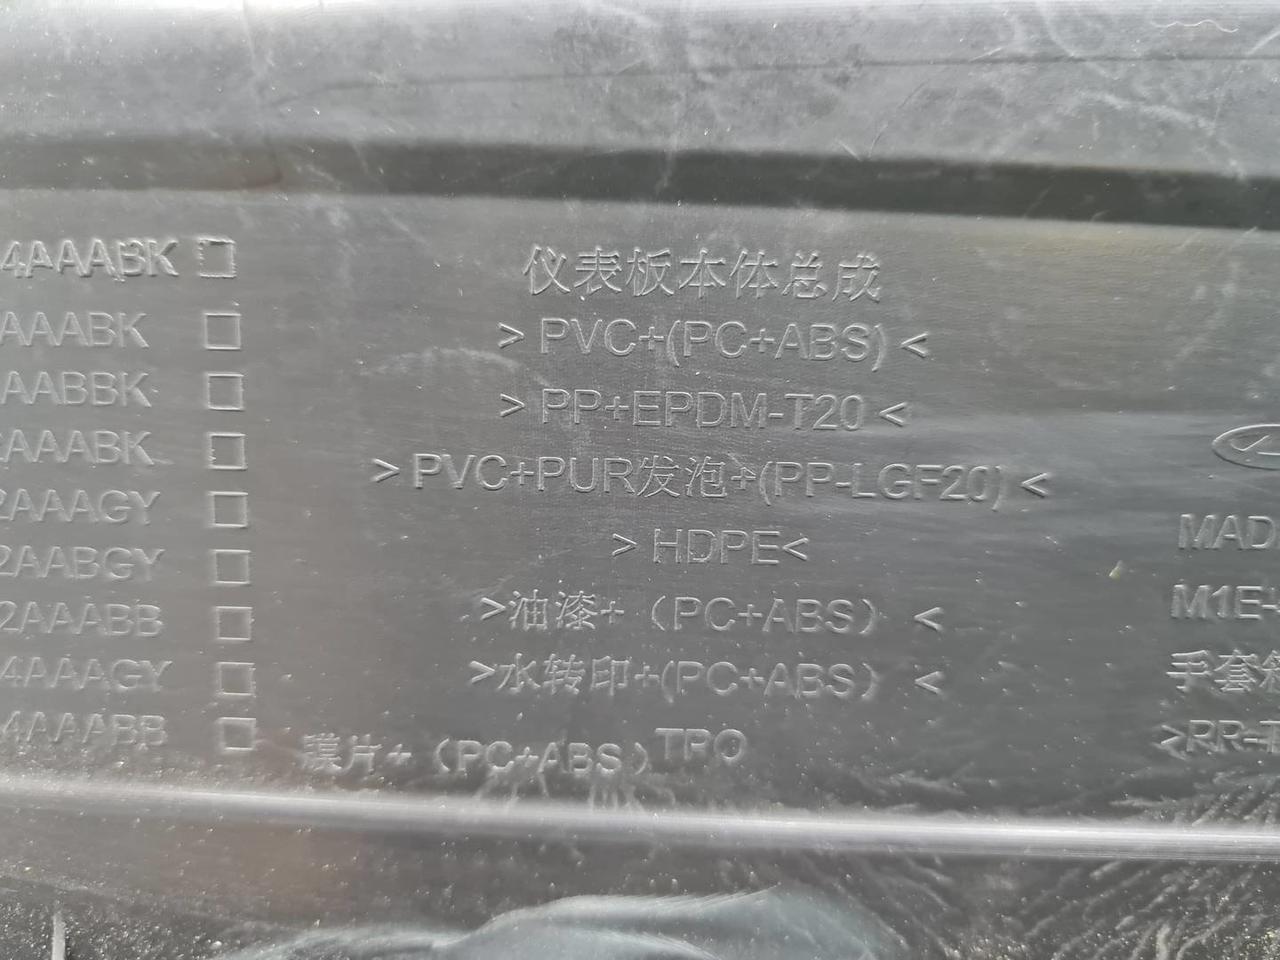 4AAABK □
AAABK □
AABBK □
AAABK □
2AAAGY □
2AABGY □
2AAABB □
4AAAGY □
4AAABB □
仪表板本体总成
>PVC+(PC+ABS)<
>PP+EPDM-T20<
>PVC+PUR发泡+(PP-LGF20)<
>HDPE<
>油漆+（PC+ABS）<
>水转印+(PC+ABS）<
膜片+（PC+ABS）TPO
MAD
M1E-
手套箱